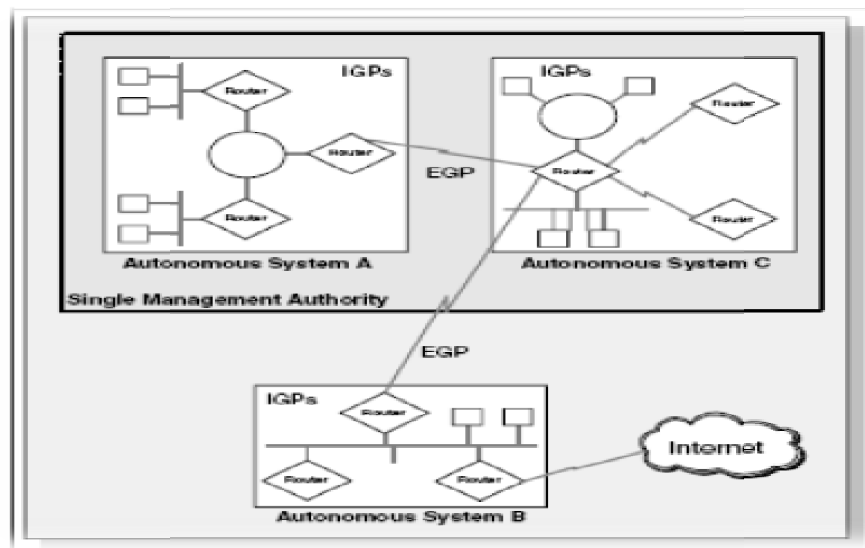 IGPs
IGPs
Router
Router
Router
Router
EGP
Router
Router
Router
Autonomous System A
Autonomous System C
Single Management Authority
EGP
IGPs
Router
Internet
Router
Router
Autonomous System B